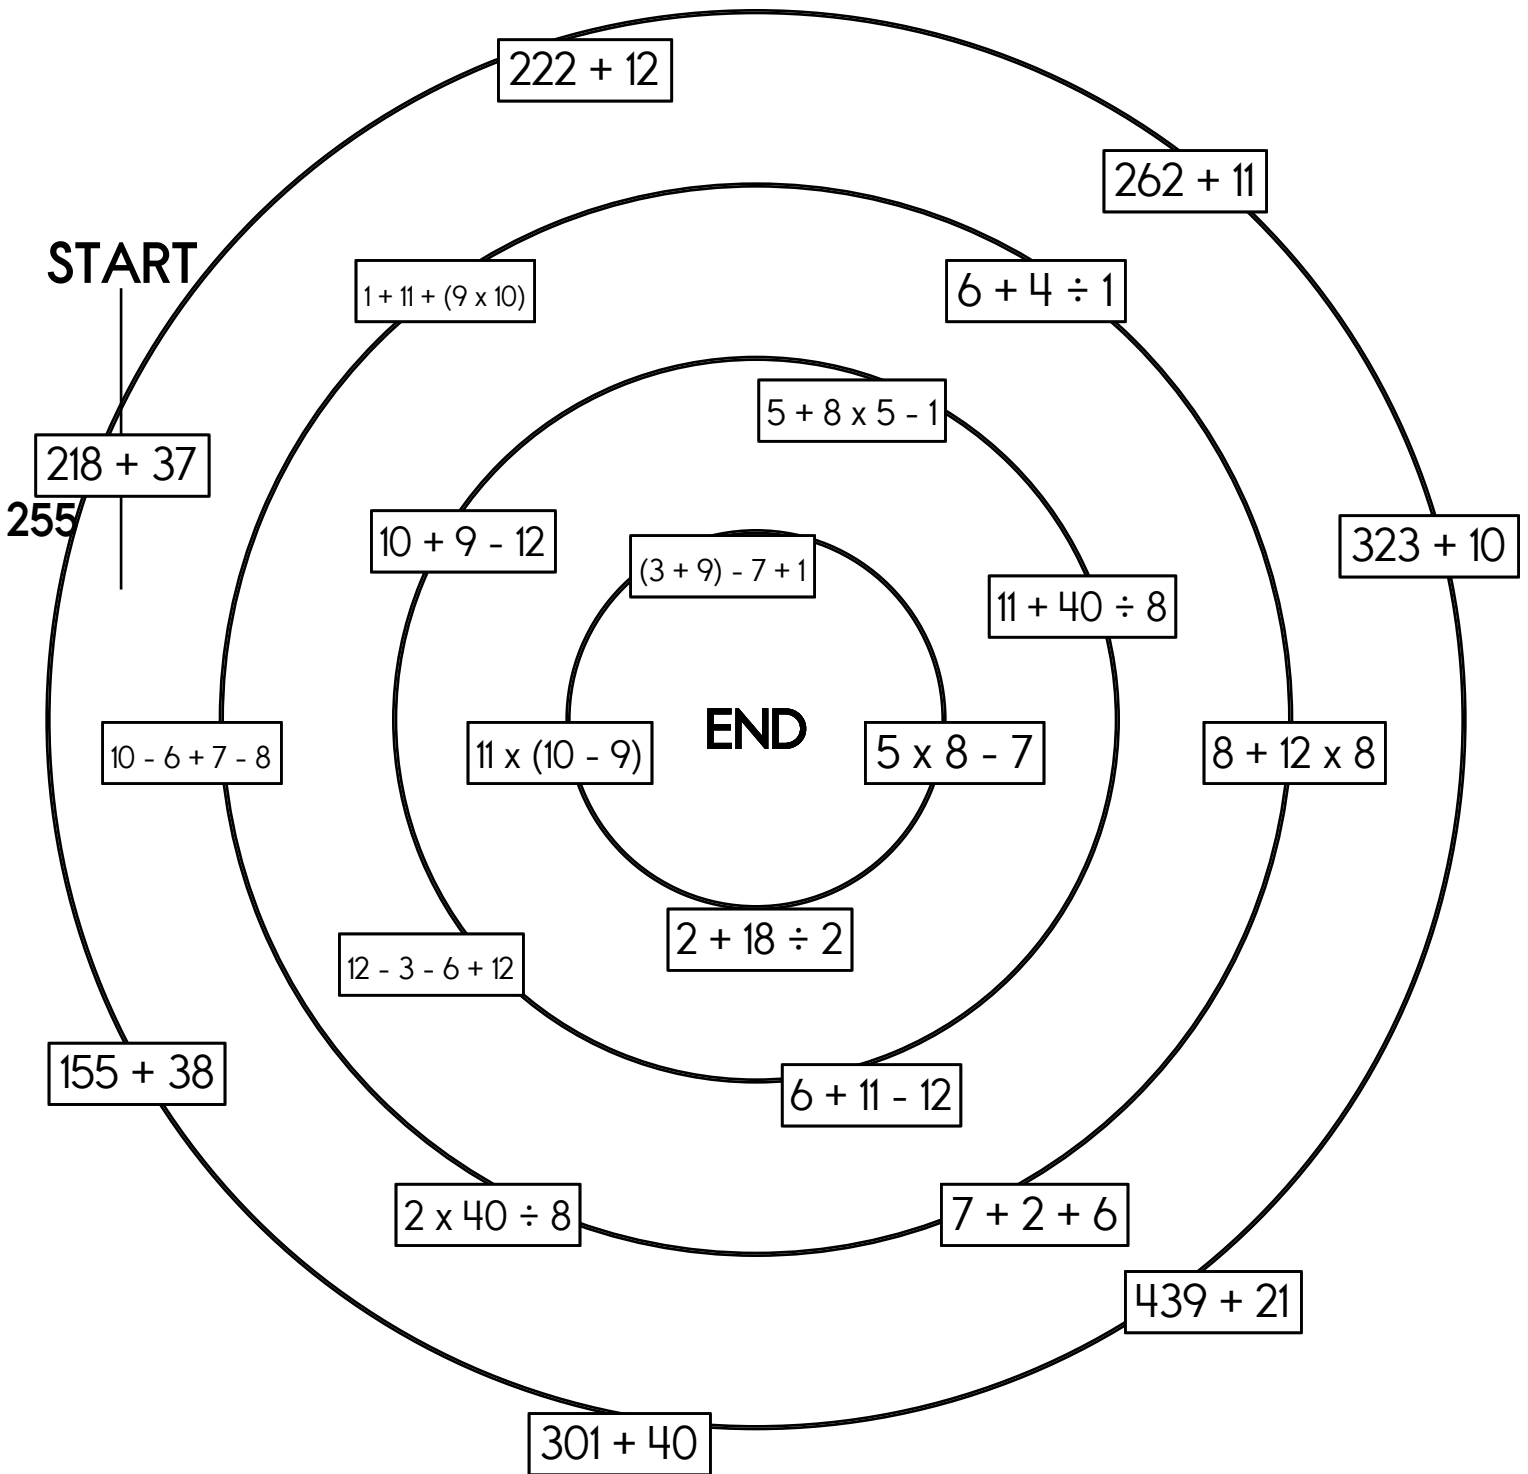 222 + 12
262 + 11
START
1 + 11 + (9 x 10)
6 + 4 ÷ 1
5 + 8 x 5 - 1
218 + 37
255
10 + 9 - 12
323 + 10
(3 + 9) - 7 + 1
11 + 40 ÷ 8
END
10 - 6 + 7 - 8
11 x (10 - 9)
5 x 8 - 7
8 + 12 x 8
2 + 18 ÷ 2
12 - 3 - 6 + 12
155 + 38
6 + 11 - 12
2 x 40 ÷ 8
7 + 2 + 6
439 + 21
301 + 40